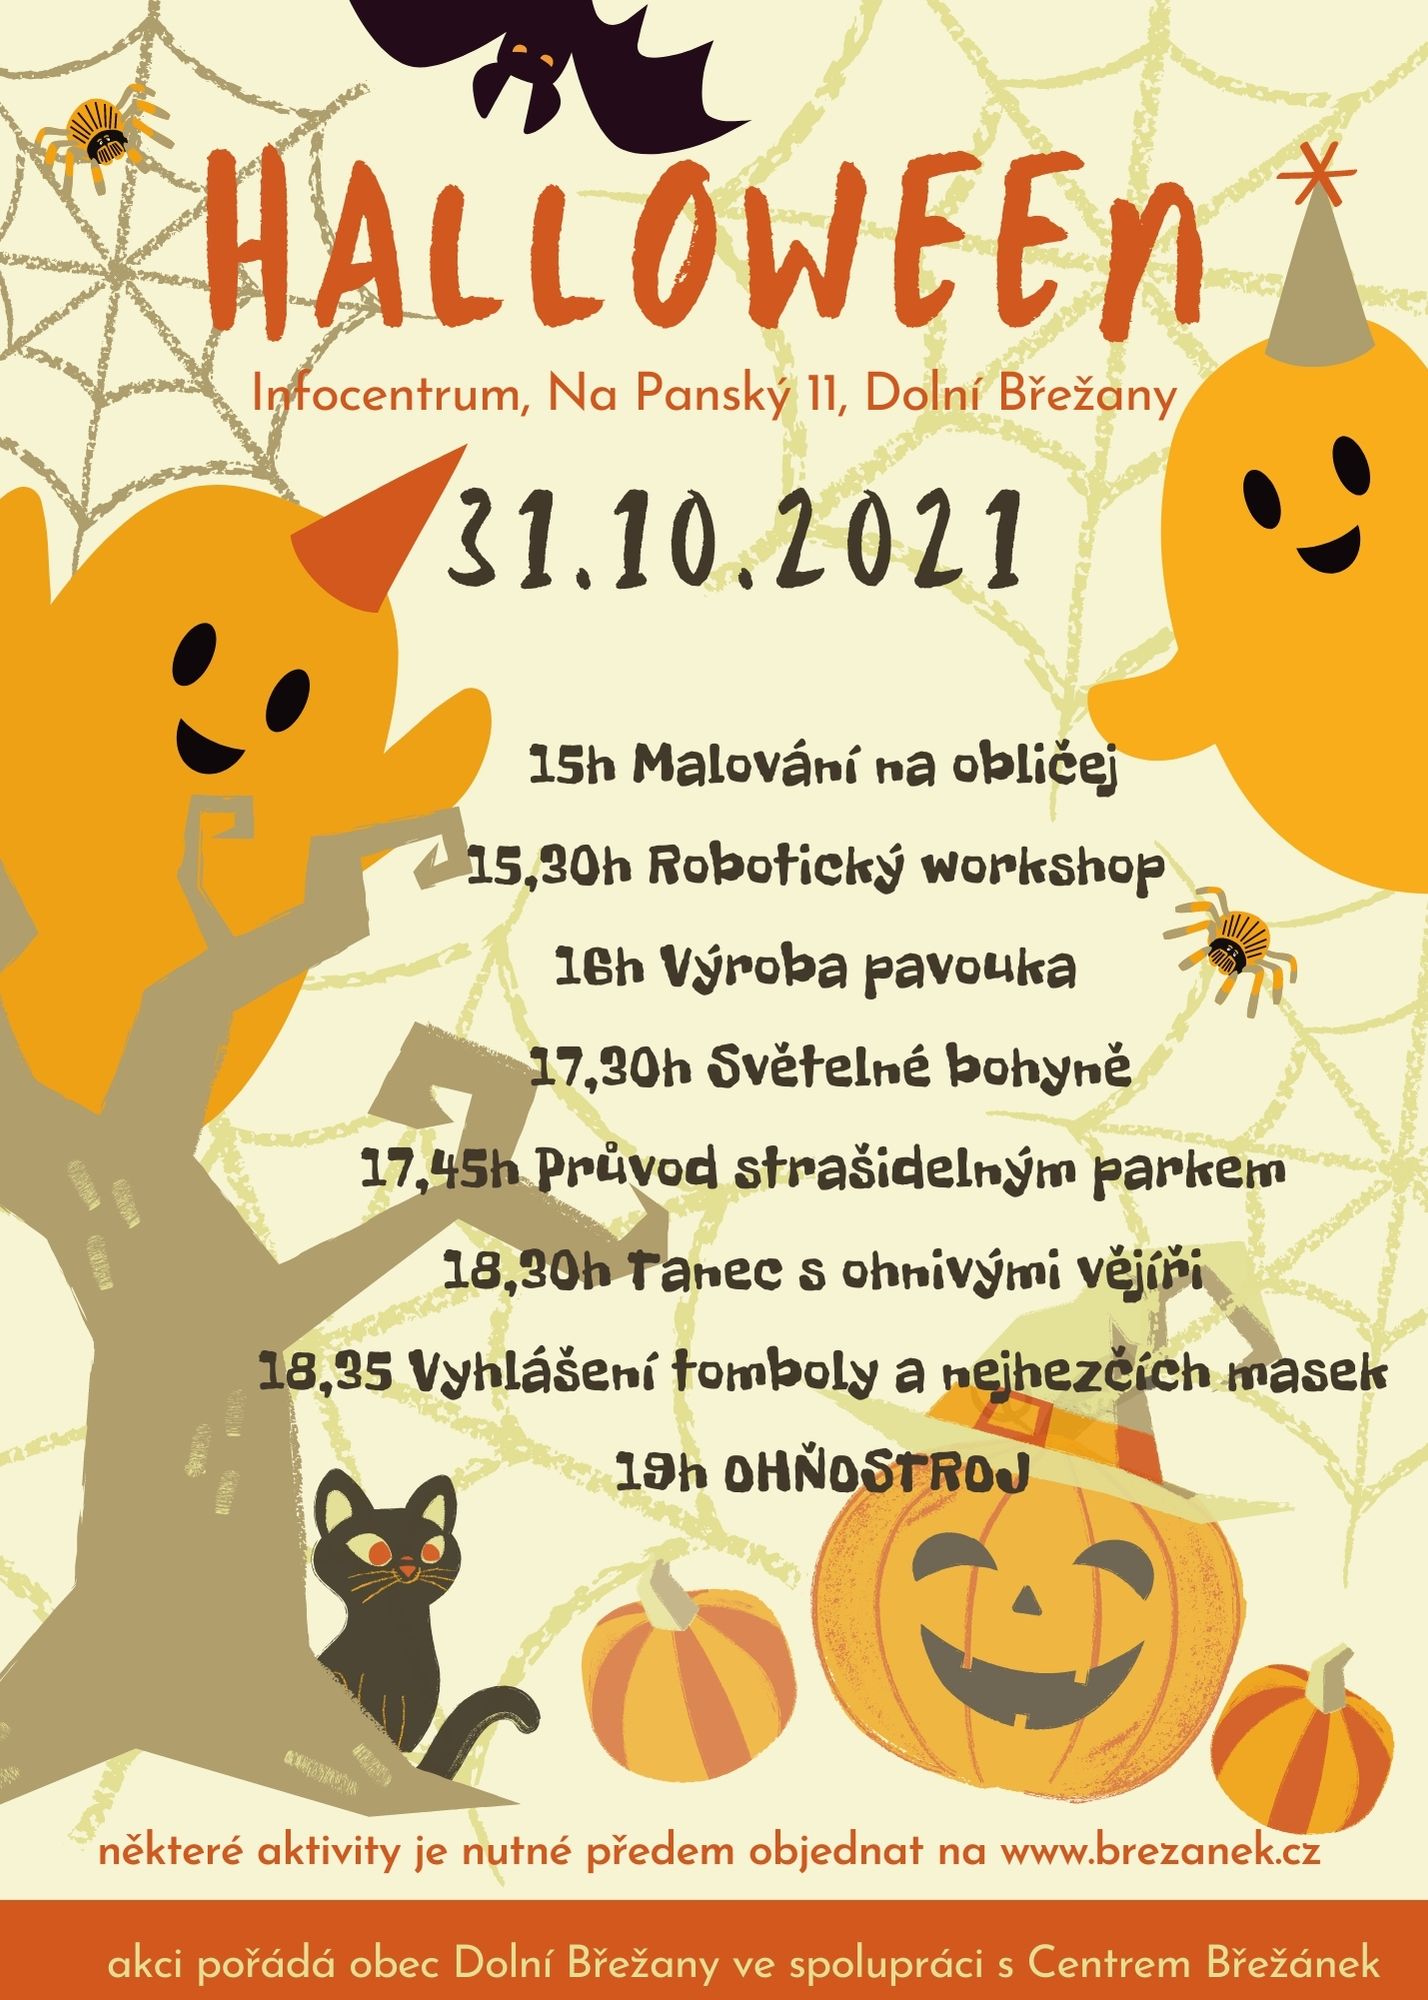 HALLOWEEn
Infocentrum, Na Panský 11, Dolní Břežany
31.10.2021
15h Malování na obličej
15,30h Robotický workshop
16h Výroba pavouka
17,30h Světelné bohyně
17,45h Průvod strašidelným parkem
18,30h Tanec s ohnivými vějíři
18,35 Vyhlášení tomboly a nejhezčích masek
19h OHŇOSTROJ
některé aktivity je nutné předem objednat na www.brezanek.cz
akci pořádá obec Dolní Břežany ve spolupráci s Centrem Břežánek